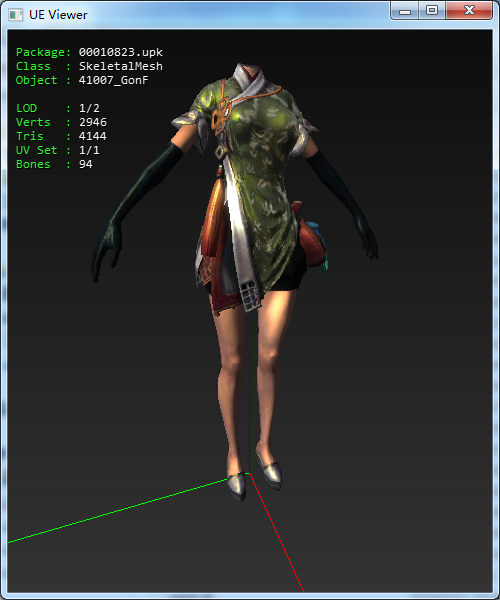 UE Viewer
Package: 00010823.upk
Class : SkeletalMesh
Object : 41007_GonF
LOD : 1/2
Verts : 2946
Tris : 4144
UV Set : 1/1
Bones : 94